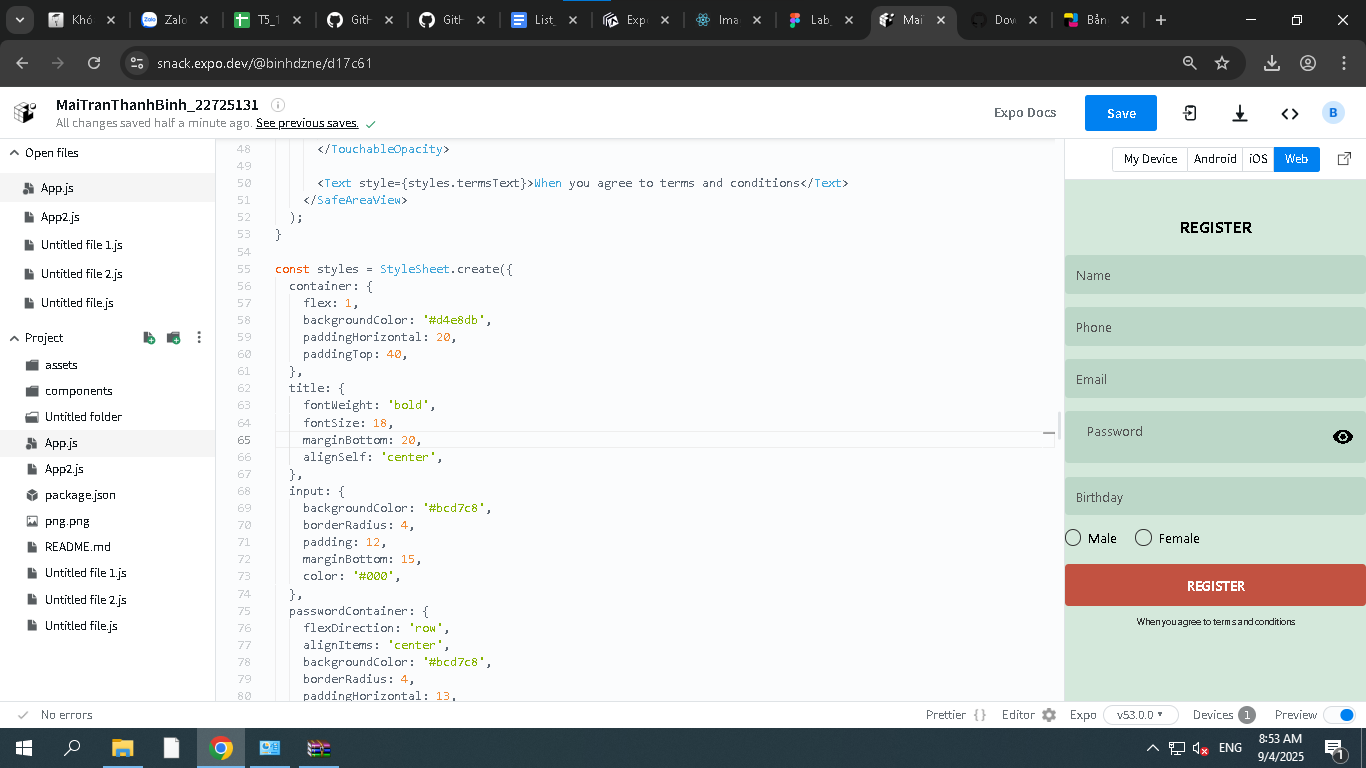 Khó
Zalo
T5_1
GitH
GitH
List_
Expo
Ima
Lab_
Mai
Dov
Bản
snack.expo.dev/@binhdzne/d17c61
MaiTranThanhBinh_22725131
All changes saved half a minute ago. See previous saves.
Expo Docs
Save
B
Open files
App.js
App2.js
Untitled file 1.js
Untitled file 2.js
Untitled file.js
Project
assets
components
Untitled folder
App.js
App2.js
package.json
png.png
README.md
Untitled file 1.js
Untitled file 2.js
Untitled file.js
48 </TouchableOpacity>
49
50 <Text style={styles.termsText}>When you agree to terms and conditions</Text>
51 </SafeAreaView>
52 );
53 }
54
55 const styles = StyleSheet.create({
56 container: {
57 flex: 1,
58 backgroundColor: '#d4e8db',
59 paddingHorizontal: 20,
60 paddingTop: 40,
61 },
62 title: {
63 fontWeight: 'bold',
64 fontSize: 18,
65 marginBottom: 20,
66 alignSelf: 'center',
67 },
68 input: {
69 backgroundColor: '#bcd7c8',
70 borderRadius: 4,
71 padding: 12,
72 marginBottom: 15,
73 color: '#000',
74 },
75 passwordContainer: {
76 flexDirection: 'row',
77 alignItems: 'center',
78 backgroundColor: '#bcd7c8',
79 borderRadius: 4,
80 paddingHorizontal: 13,
My Device
Android
iOS
Web
REGISTER
Name
Phone
Email
Password
Birthday
Male
Female
REGISTER
When you agree to terms and conditions
No errors
Prettier { }
Editor
Expo
v53.0.0
Devices
1
Preview
ENG
8:53 AM
9/4/2025
1